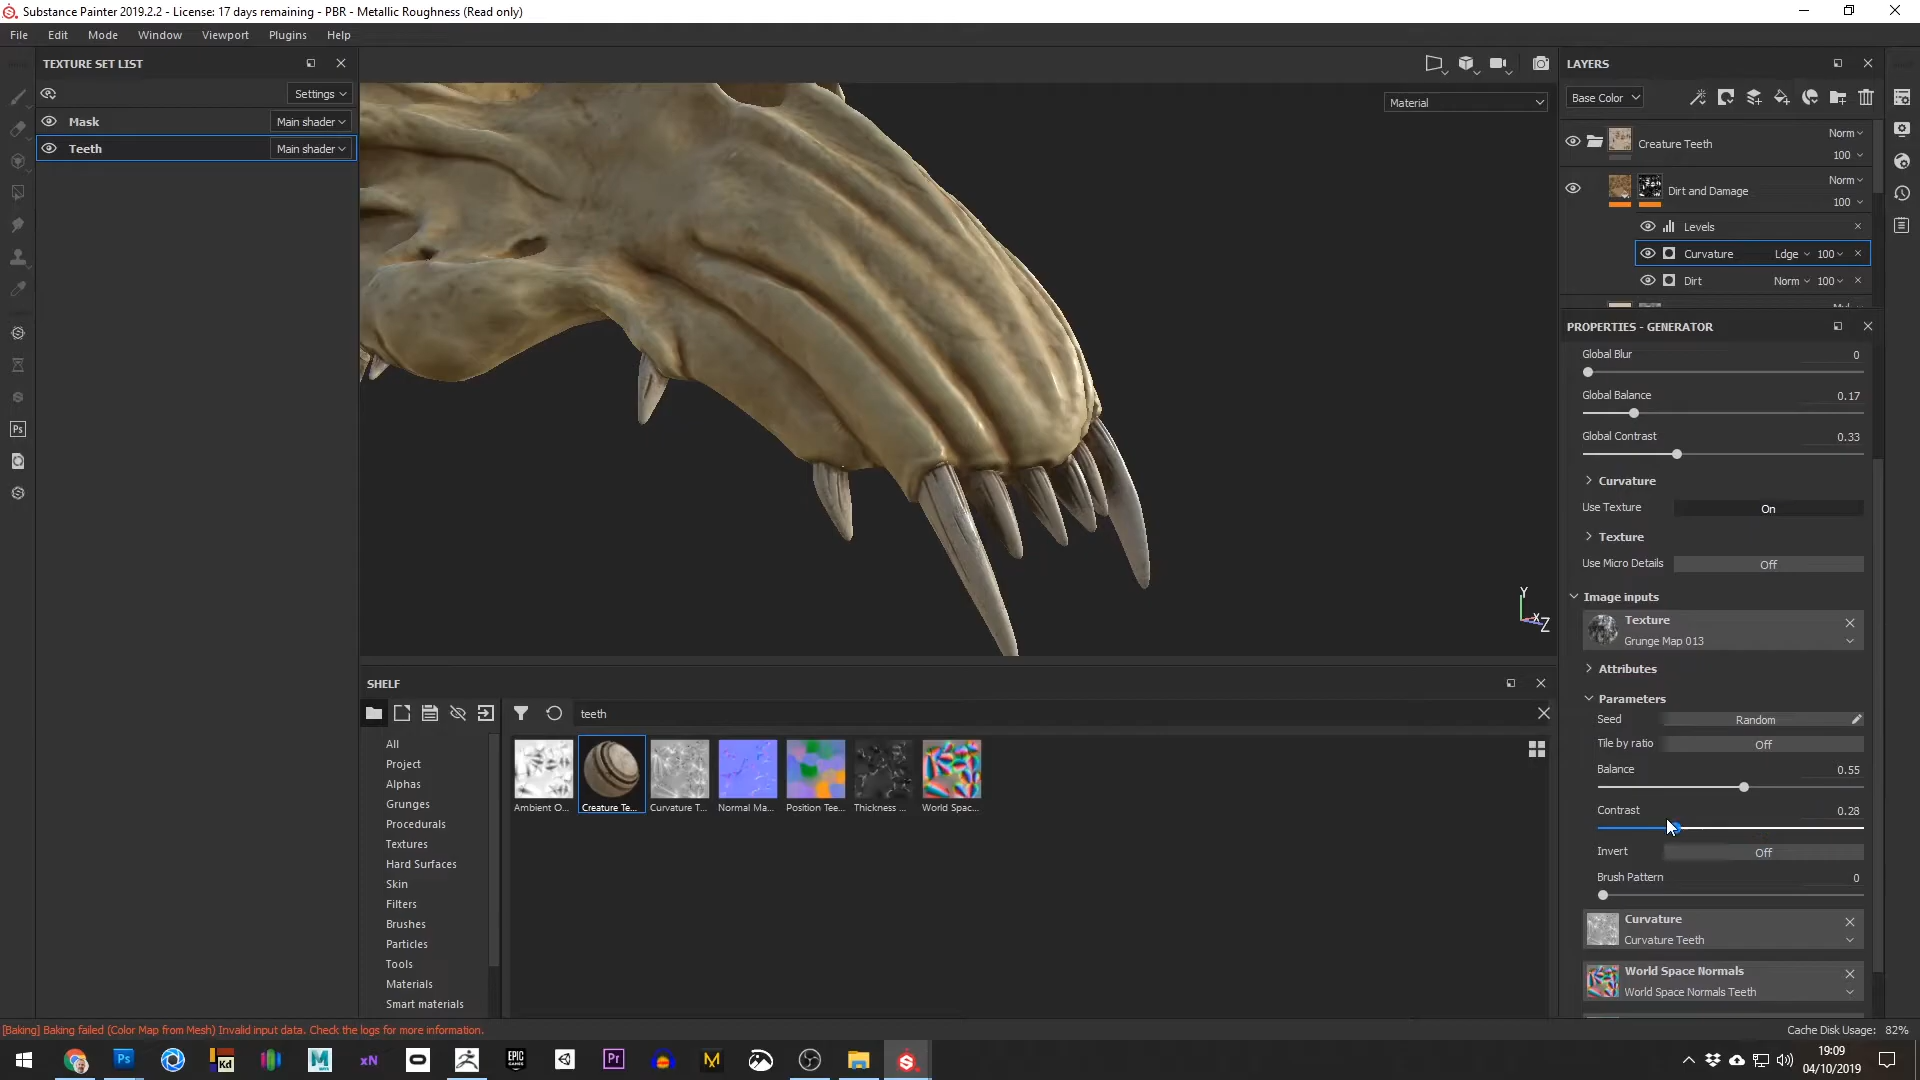 Substance Painter 2019.2.2 - License: 17 days remaining - PBR - Metallic Roughness (Read only)
File Edit Mode Window Viewport Plugins Help
TEXTURE SET LIST
Settings
Mask Main shader
Teeth Main shader
Material
Y
X
Z
LAYERS
Base Color
Creature Teeth Norm
100
Dirt and Damage Norm
100
Levels
Curvature Ldge 100
Dirt Norm 100
PROPERTIES - GENERATOR
Global Blur 0
Global Balance 0.17
Global Contrast 0.33
Curvature
Use Texture On
Texture
Use Micro Details Off
Image inputs
Texture
Grunge Map 013
Attributes
Parameters
Seed Random
Tile by ratio Off
Balance 0.55
Contrast 0.28
Invert Off
Brush Pattern 0
Curvature
Curvature Teeth
World Space Normals
World Space Normals Teeth
SHELF
teeth
All
Project
Alphas
Grunges
Procedurals
Textures
Hard Surfaces
Skin
Filters
Brushes
Particles
Tools
Materials
Smart materials
Ambient O... Creature Te... Curvature T... Normal Ma... Position Tee... Thickness ... World Spac...
[Baking] Baking failed (Color Map from Mesh) Invalid input data. Check the logs for more information.
Cache Disk Usage: 82%
Ps
Kd
M
xN
EPIC GAMES
Pr
M
19:09
04/10/2019